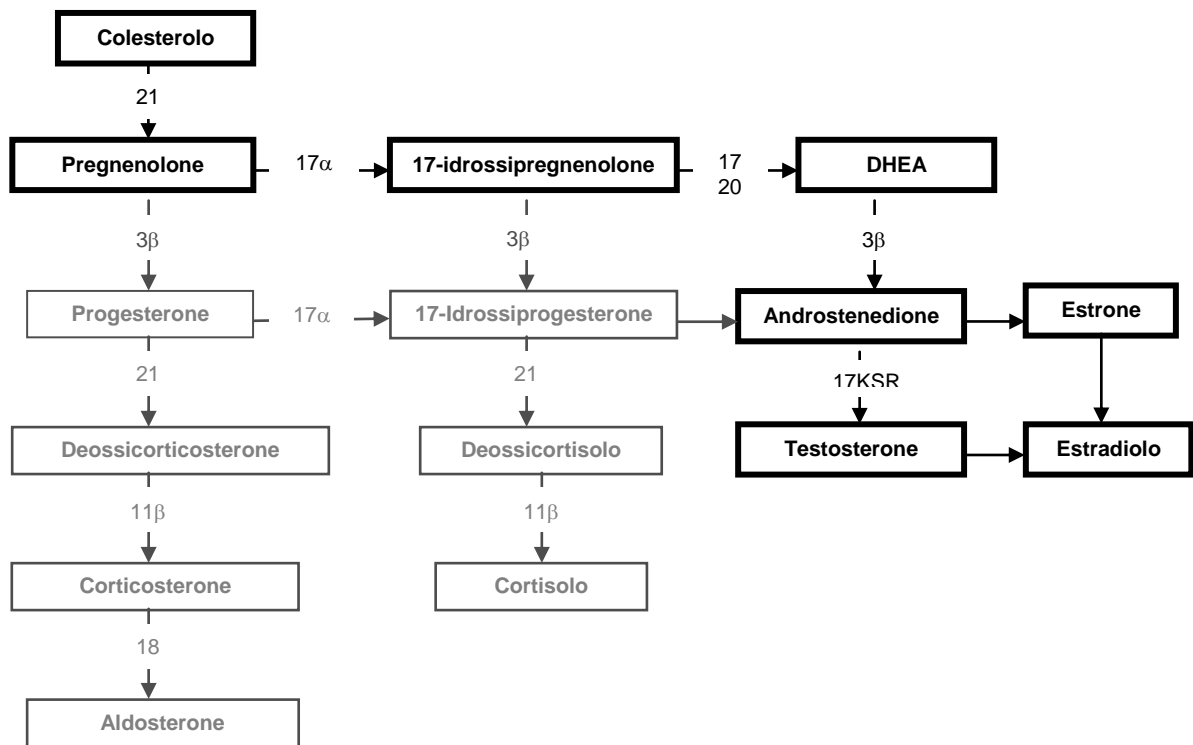 Colesterolo
21
Pregnenolone
17α
17-idrossipregnenolone
17
20
DHEA
3β
3β
3β
Progesterone
17α
17-Idrossiprogesterone
Androstenedione
Estrone
21
21
17KSR
Deossicorticosterone
Deossicortisolo
Testosterone
Estradiolo
11β
11β
Corticosterone
Cortisolo
18
Aldosterone